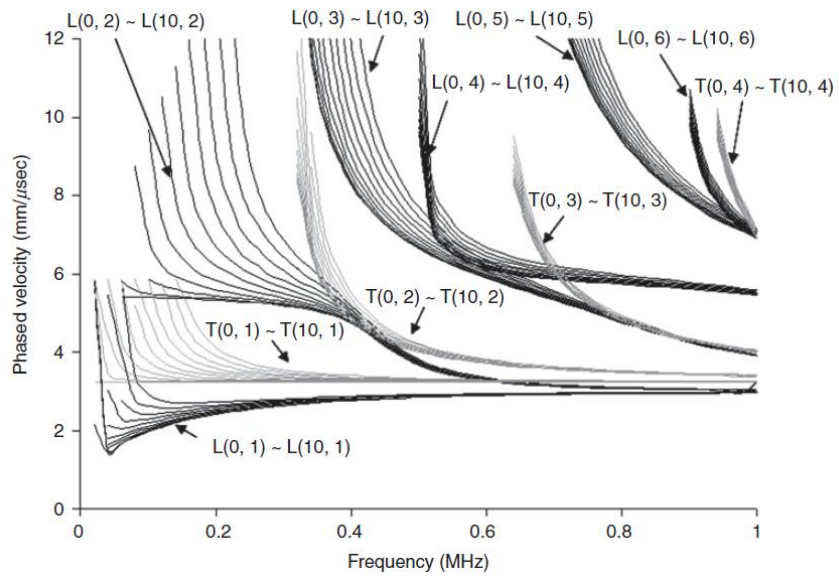 L(0, 2) ~ L(10, 2)
L(0, 3) ~ L(10, 3)
L(0, 5) ~ L(10, 5)
L(0, 6) ~ L(10, 6)
L(0, 4) ~ L(10, 4)
T(0, 4) ~ T(10, 4)
T(0, 3) ~ T(10, 3)
T(0, 2) ~ T(10, 2)
T(0, 1) ~ T(10, 1)
L(0, 1) ~ L(10, 1)
Phased velocity (mm/μsec)
12
10
8
6
4
2
0
0 0.2 0.4 0.6 0.8 1
Frequency (MHz)